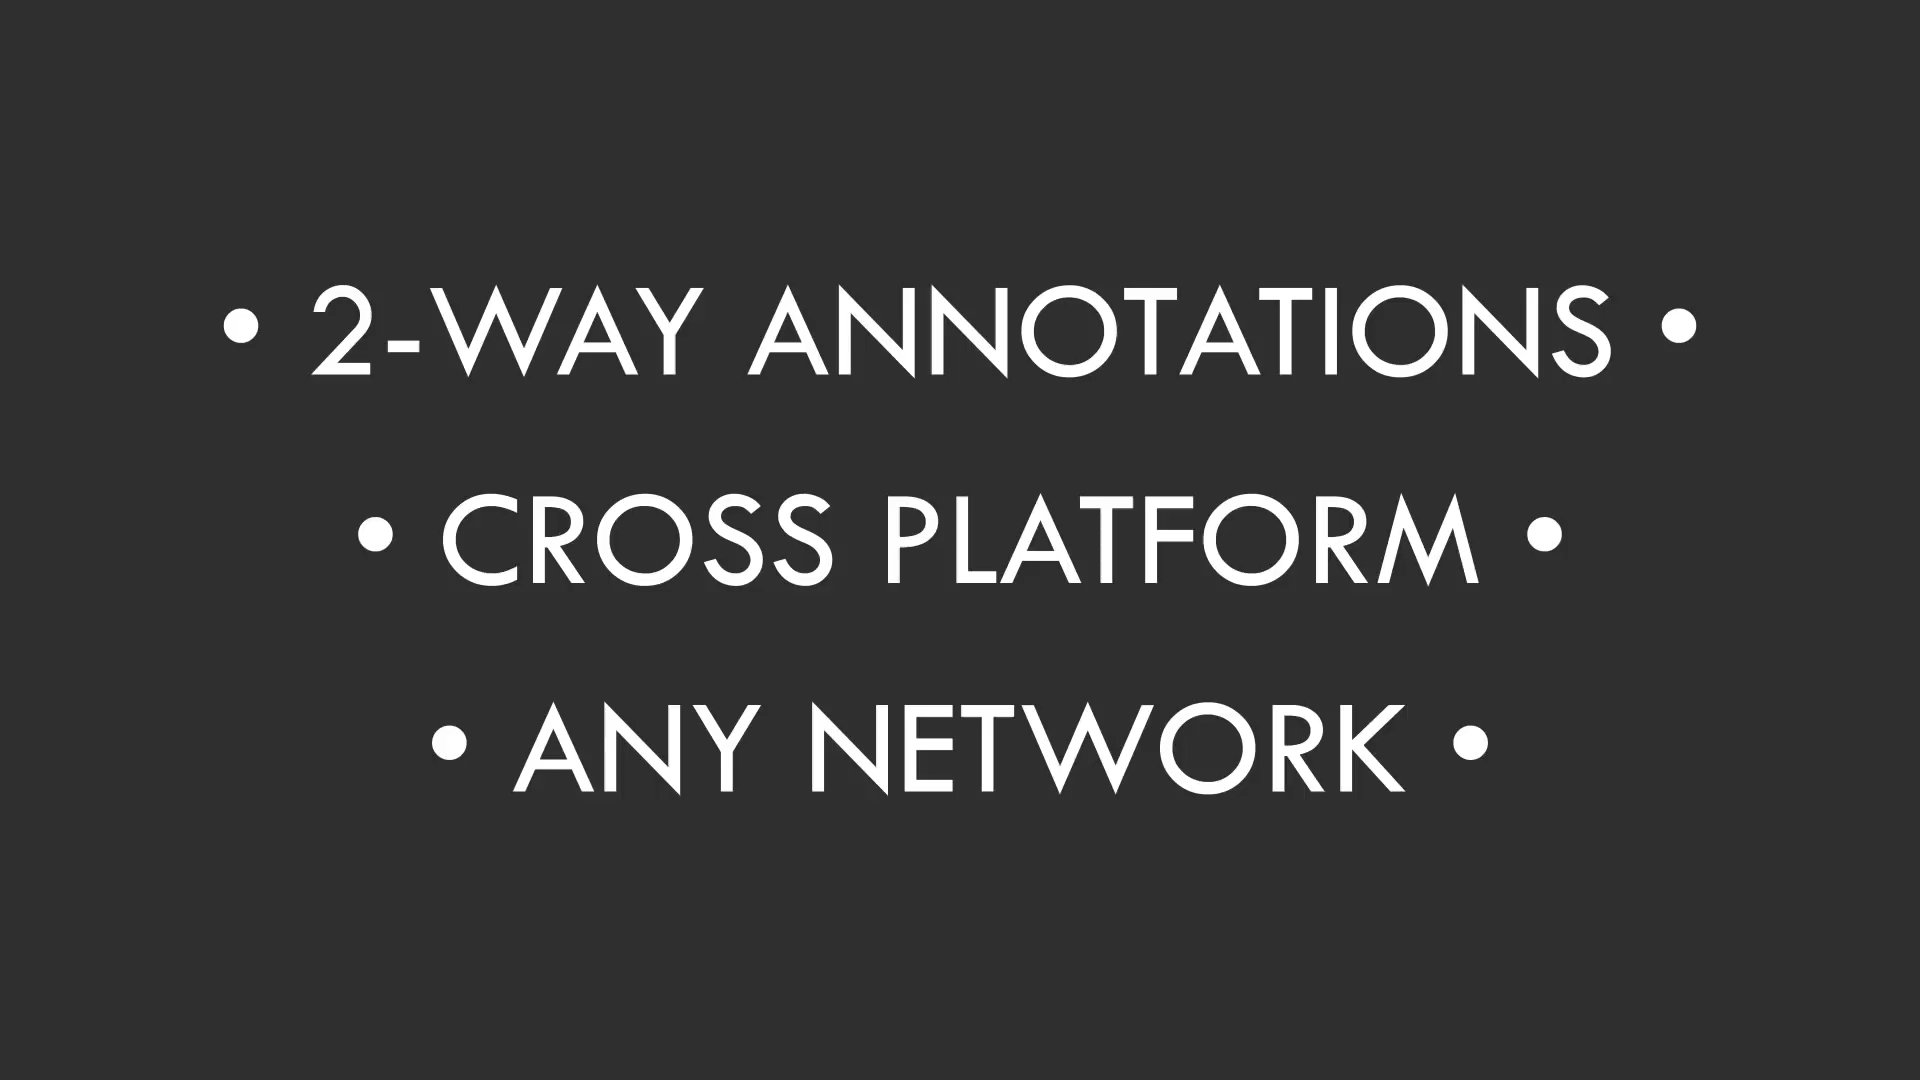 • 2-WAY ANNOTATIONS •
• CROSS PLATFORM •
• ANY NETWORK •